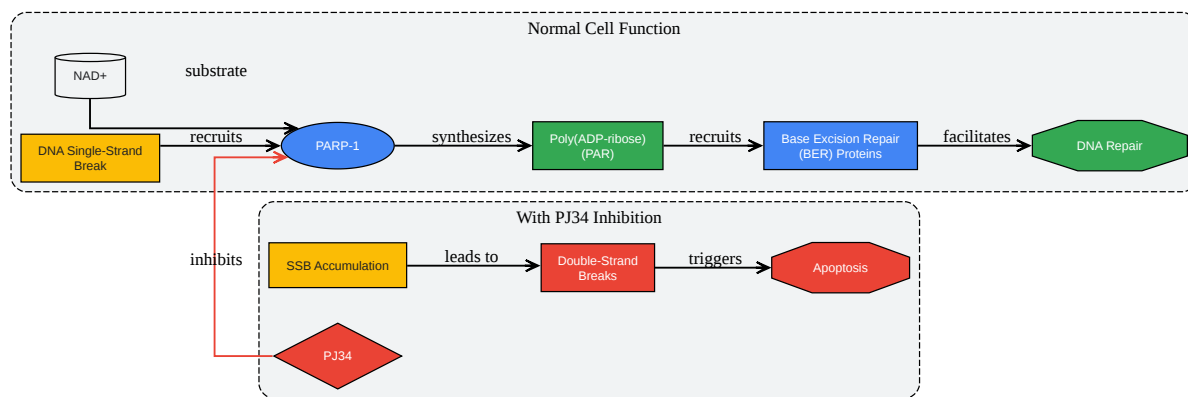 Normal Cell Function
NAD+
substrate
DNA Single-Strand
Break
recruits
PARP-1
synthesizes
Poly(ADP-ribose)
(PAR)
recruits
Base Excision Repair
(BER) Proteins
facilitates
DNA Repair
With PJ34 Inhibition
inhibits
SSB Accumulation
leads to
Double-Strand
Breaks
triggers
Apoptosis
PJ34